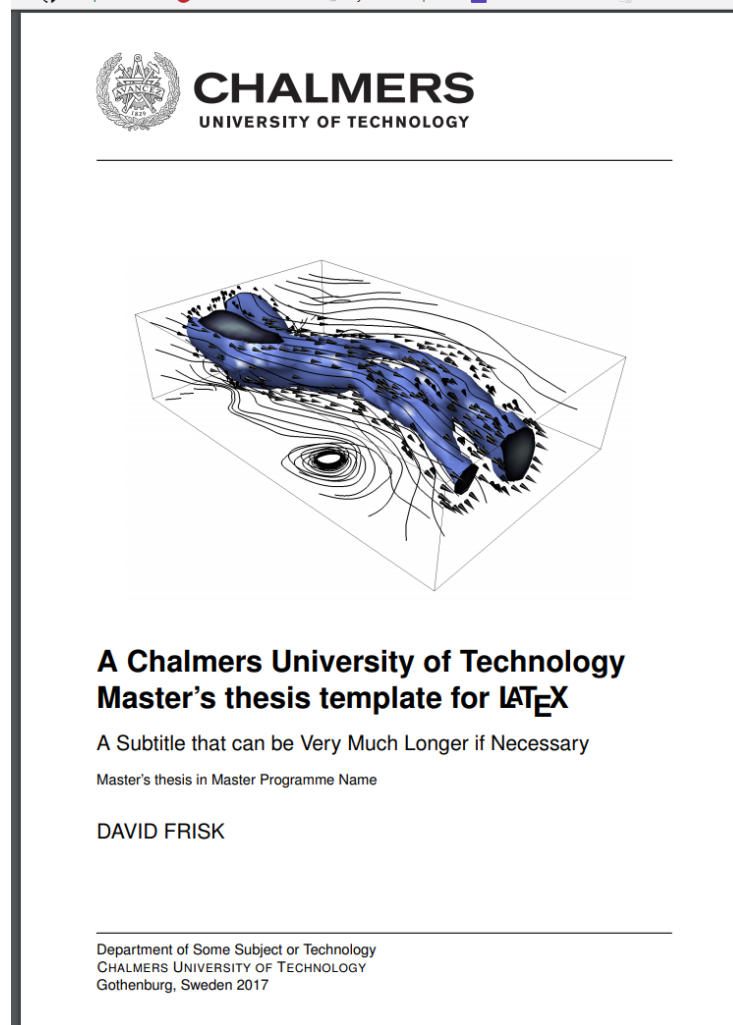 AVANCEZ
1829
CHALMERS
UNIVERSITY OF TECHNOLOGY
A Chalmers University of Technology
Master's thesis template for LATEX
A Subtitle that can be Very Much Longer if Necessary
Master's thesis in Master Programme Name
DAVID FRISK
Department of Some Subject or Technology
CHALMERS UNIVERSITY OF TECHNOLOGY
Gothenburg, Sweden 2017